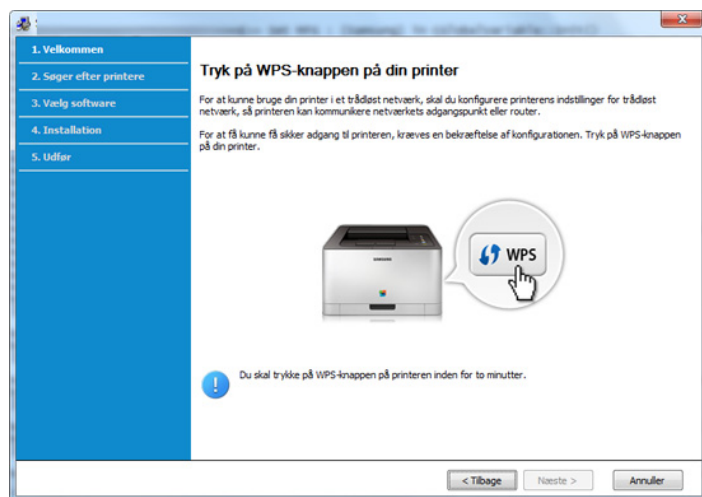 1. Velkommen
2. Søger efter printere
3. Vælg software
4. Installation
5. Udfør
Tryk på WPS-knappen på din printer
For at kunne bruge din printer i et trådløst netværk, skal du konfigurere printerens indstillinger for trådløst
netværk, så printeren kan kommunikere netværkets adgangspunkt eller router.
For at få kunne få sikker adgang til printeren, kræves en bekræftelse af konfigurationen. Tryk på WPS-knappen
på din printer.
SAMSUNG
WPS
Du skal trykke på WPS-knappen på printeren inden for to minutter.
< Tilbage
Næste >
Annuller